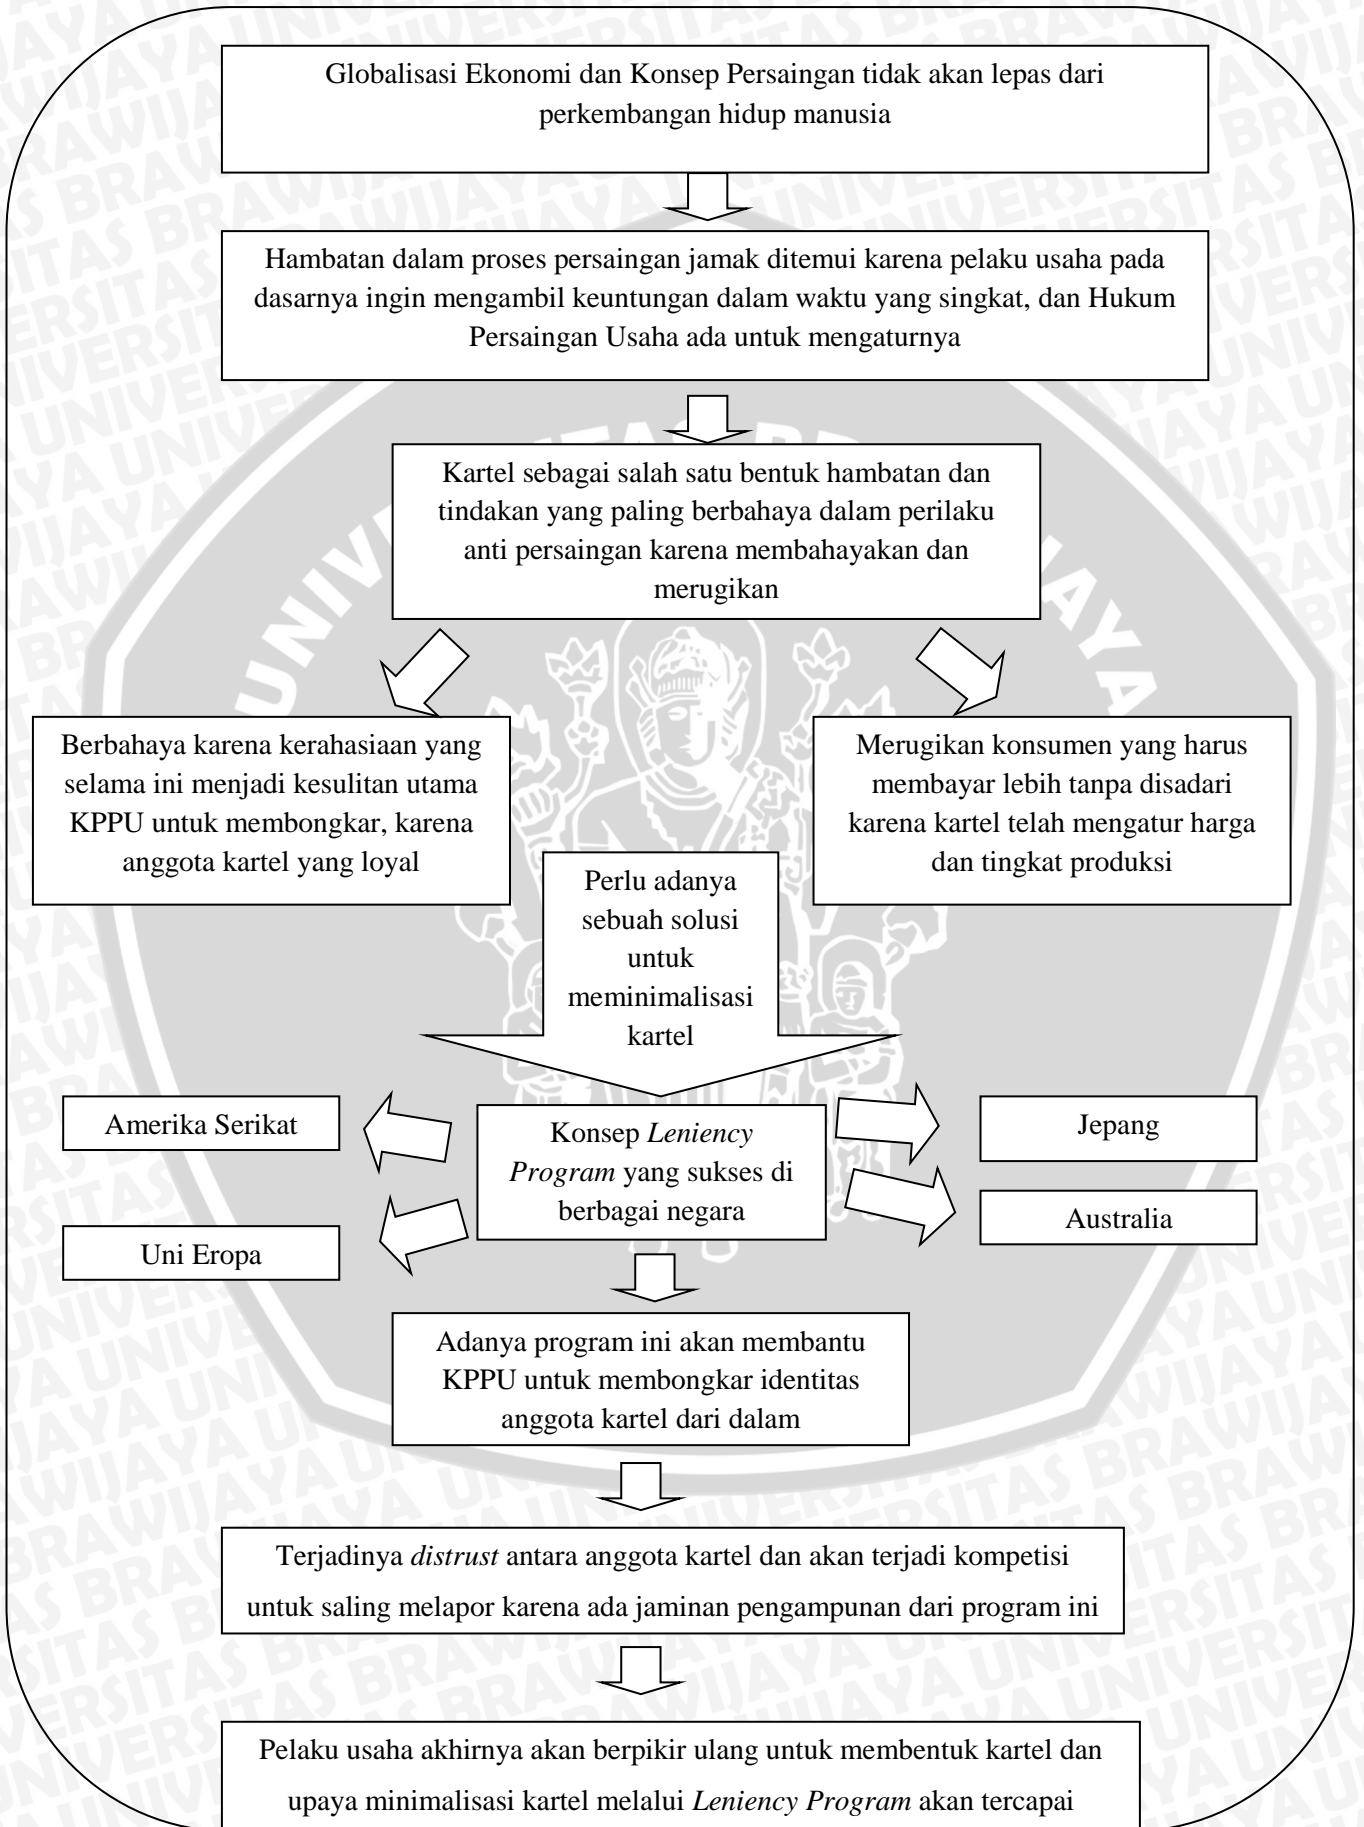 Globalisasi Ekonomi dan Konsep Persaingan tidak akan lepas dari
perkembangan hidup manusia
Hambatan dalam proses persaingan jamak ditemui karena pelaku usaha pada
dasarnya ingin mengambil keuntungan dalam waktu yang singkat, dan Hukum
Persaingan Usaha ada untuk mengaturnya
Kartel sebagai salah satu bentuk hambatan dan
tindakan yang paling berbahaya dalam perilaku
anti persaingan karena membahayakan dan
merugikan
Berbahaya karena kerahasiaan yang
selama ini menjadi kesulitan utama
KPPU untuk membongkar, karena
anggota kartel yang loyal
Merugikan konsumen yang harus
membayar lebih tanpa disadari
karena kartel telah mengatur harga
dan tingkat produksi
Perlu adanya
sebuah solusi
untuk
meminimalisasi
kartel
Amerika Serikat
Uni Eropa
Konsep Leniency
Program yang sukses di
berbagai negara
Jepang
Australia
Adanya program ini akan membantu
KPPU untuk membongkar identitas
anggota kartel dari dalam
Terjadinya distrust antara anggota kartel dan akan terjadi kompetisi
untuk saling melapor karena ada jaminan pengampunan dari program ini
Pelaku usaha akhirnya akan berpikir ulang untuk membentuk kartel dan
upaya minimalisasi kartel melalui Leniency Program akan tercapai